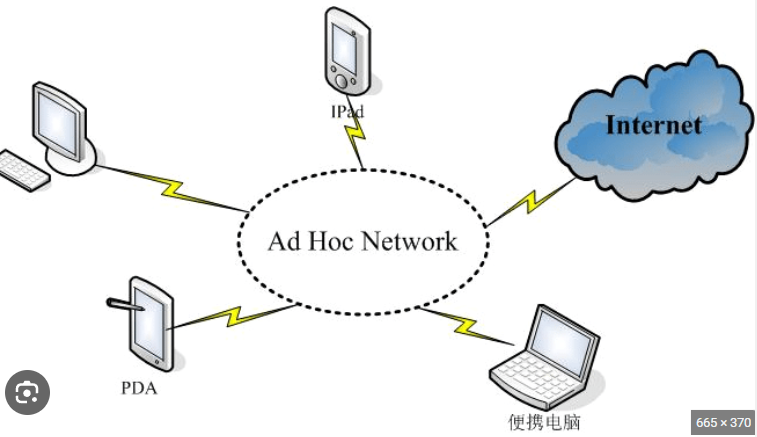 IPad
Internet
Ad Hoc Network
PDA
便携电脑
665 × 370